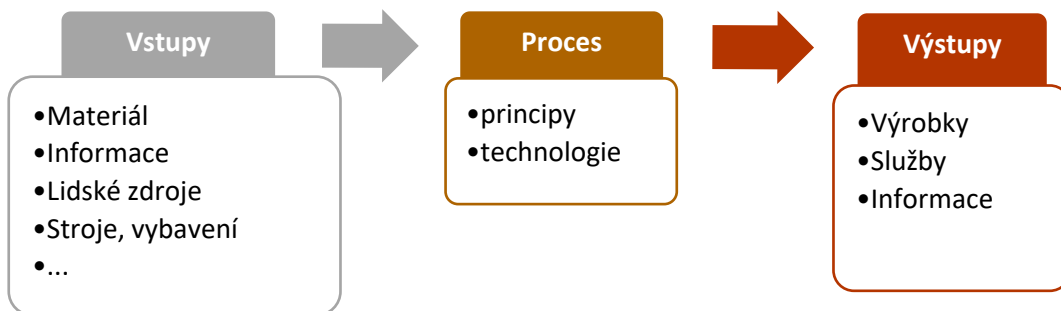 Vstupy
•Materiál
•Informace
•Lidské zdroje
•Stroje, vybavení
•...
Proces
•principy
•technologie
Výstupy
•Výrobky
•Služby
•Informace